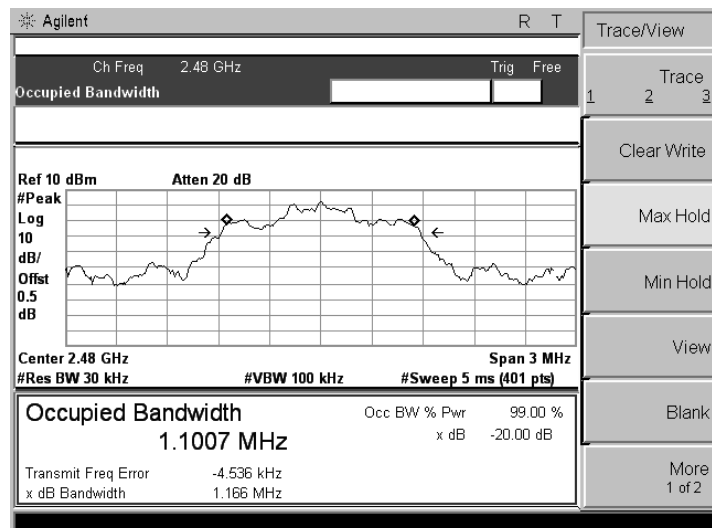 Agilent R T Trace/View
Ch Freq 2.48 GHz Trig Free
Occupied Bandwidth
Trace
1 2 3
Clear Write
Ref 10 dBm Atten 20 dB
#Peak
Log
10
dB/
Offst
0.5
dB
Max Hold
Min Hold
Center 2.48 GHz Span 3 MHz
#Res BW 30 kHz #VBW 100 kHz #Sweep 5 ms (401 pts)
View
Occupied Bandwidth Occ BW % Pwr 99.00 %
1.1007 MHz x dB -20.00 dB
Blank
Transmit Freq Error -4.536 kHz
x dB Bandwidth 1.166 MHz
More
1 of 2